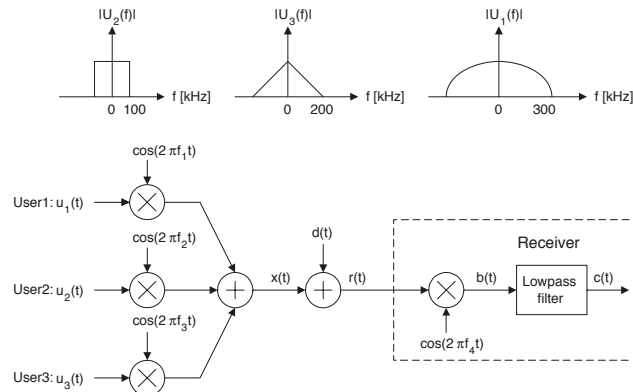 |U₂(f)| |U₃(f)| |U₁(f)|
f [kHz] f [kHz] f [kHz]
0 100 0 200 0 300
cos(2 πf₁t)
User1: u₁(t)
cos(2 πf₂t)
d(t)
Receiver
User2: u₂(t)
x(t) r(t) b(t) Lowpass filter c(t)
cos(2 πf₃t)
cos(2 πf₄t)
User3: u₃(t)